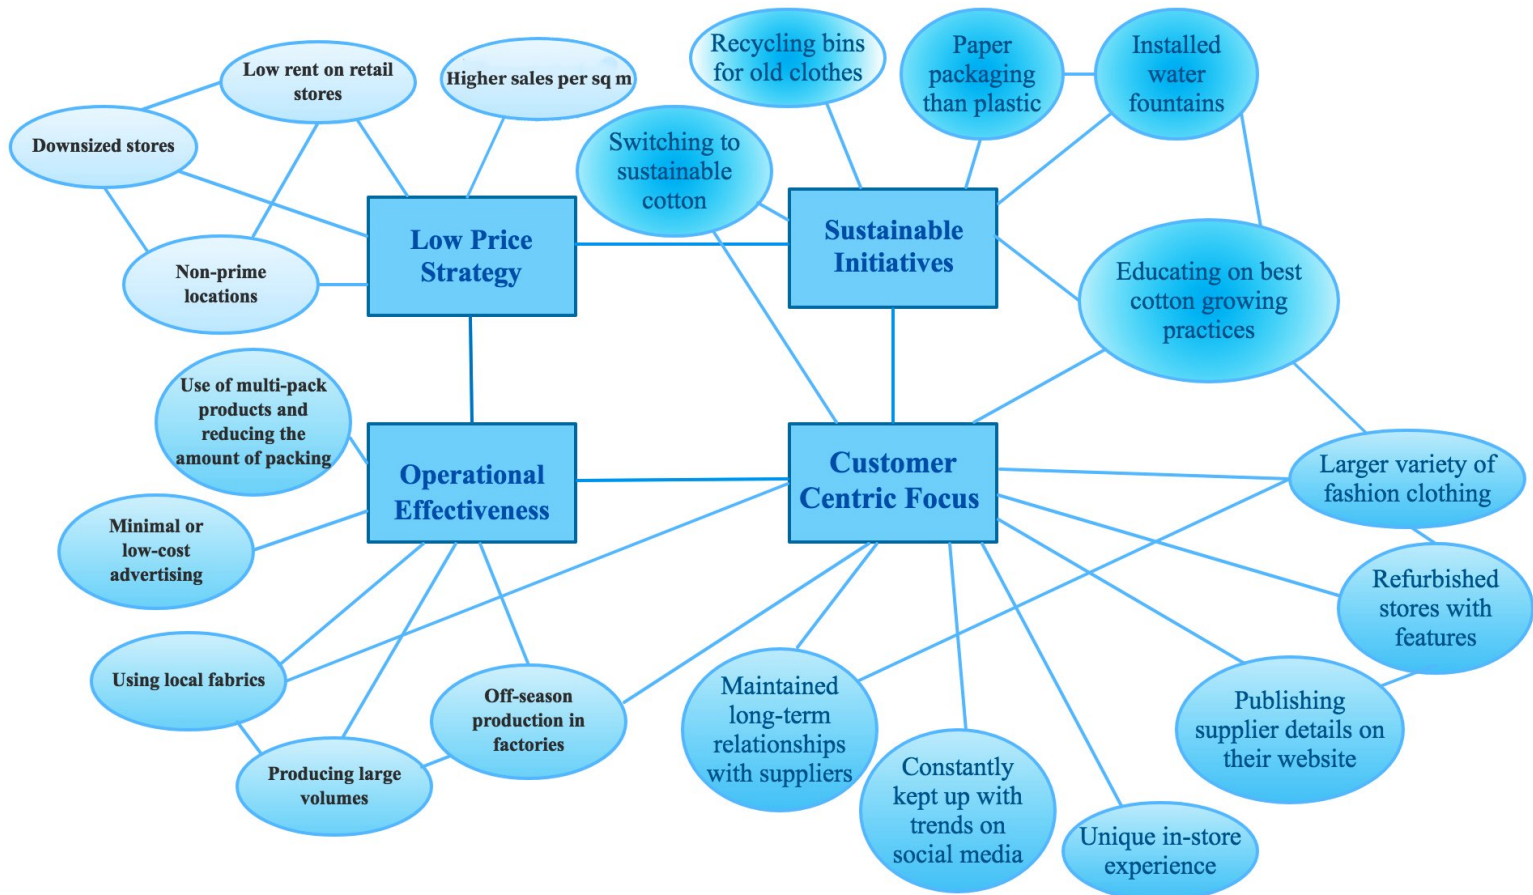 Low rent on retail
stores
Higher sales per sq m
Recycling bins
for old clothes
Paper
packaging
than plastic
Installed
water
fountains
Downsized stores
Switching to
sustainable
cotton
Low Price
Strategy
Sustainable
Initiatives
Non-prime
locations
Educating on best
cotton growing
practices
Use of multi-pack
products and
reducing the
amount of packing
Operational
Effectiveness
Customer
Centric Focus
Larger variety of
fashion clothing
Minimal or
low-cost
advertising
Refurbished
stores with
features
Using local fabrics
Off-season
production in
factories
Maintained
long-term
relationships
with suppliers
Publishing
supplier details on
their website
Producing large
volumes
Constantly
kept up with
trends on
social media
Unique in-store
experience